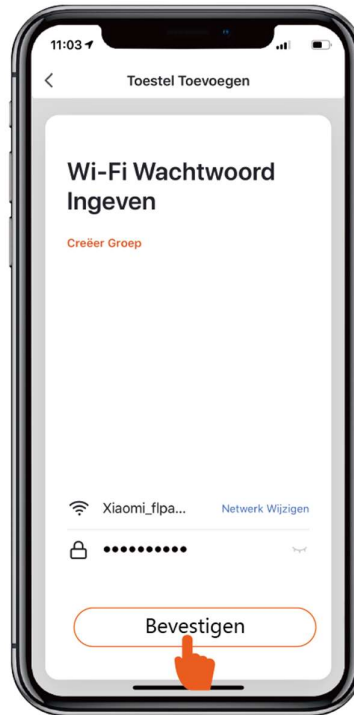 11:03
Toestel Toevoegen
Wi-Fi Wachtwoord
Ingeven
Creëer Groep
Xiaomi_flpa... Netwerk Wijzigen
••••••••••
Bevestigen